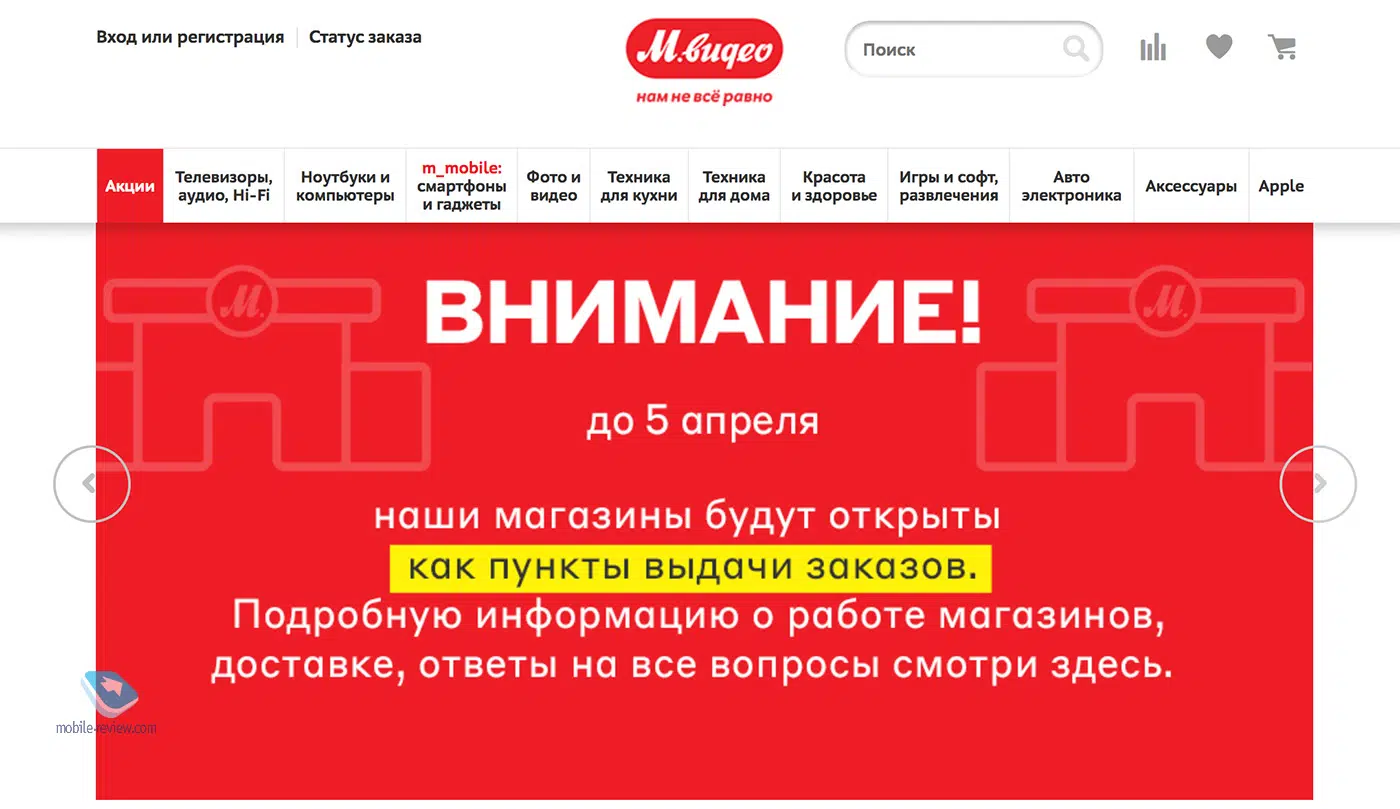 Вход или регистрация
Статус заказа
М.видео
нам не всё равно
Поиск
Акции
Телевизоры,
аудио, Hi-Fi
Ноутбуки и
компьютеры
m_mobile:
смартфоны
и гаджеты
Фото и
видео
Техника
для кухни
Техника
для дома
Красота
и здоровье
Игры и софт,
развлечения
Авто
электроника
Аксессуары
Apple
М.
М.
ВНИМАНИЕ!
до 5 апреля
наши магазины будут открыты
как пункты выдачи заказов.
Подробную информацию о работе магазинов,
доставке, ответы на все вопросы смотри здесь.
mobile-review.com